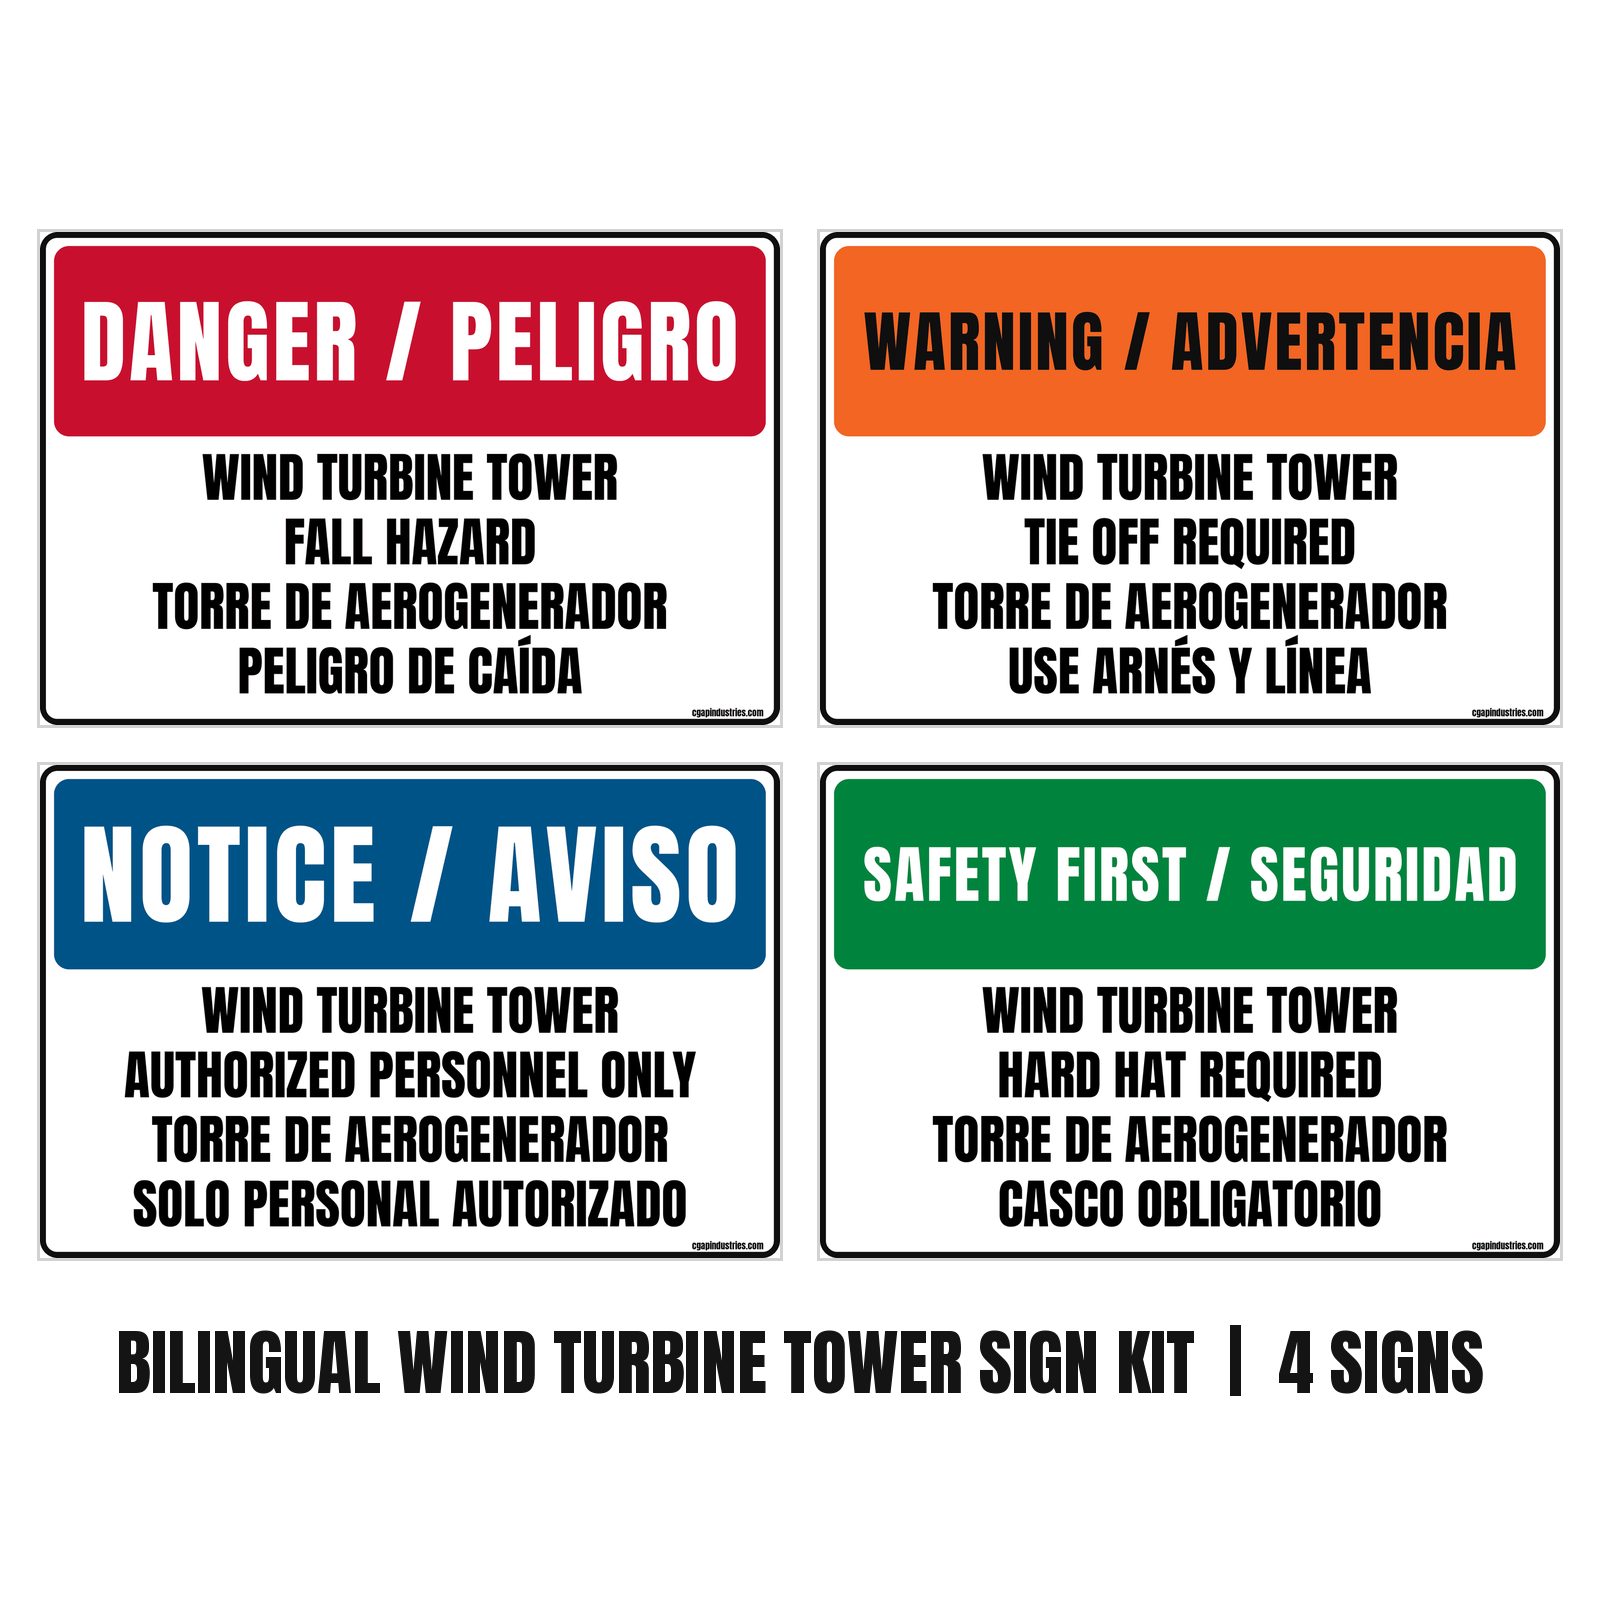 DANGER / PELIGRO
WIND TURBINE TOWER
FALL HAZARD
TORRE DE AEROGENERADOR
PELIGRO DE CAÍDA
cgapindustries.com
WARNING / ADVERTENCIA
WIND TURBINE TOWER
TIE OFF REQUIRED
TORRE DE AEROGENERADOR
USE ARNÉS Y LÍNEA
cgapindustries.com
NOTICE / AVISO
WIND TURBINE TOWER
AUTHORIZED PERSONNEL ONLY
TORRE DE AEROGENERADOR
SOLO PERSONAL AUTORIZADO
cgapindustries.com
SAFETY FIRST / SEGURIDAD
WIND TURBINE TOWER
HARD HAT REQUIRED
TORRE DE AEROGENERADOR
CASCO OBLIGATORIO
cgapindustries.com
BILINGUAL WIND TURBINE TOWER SIGN KIT | 4 SIGNS